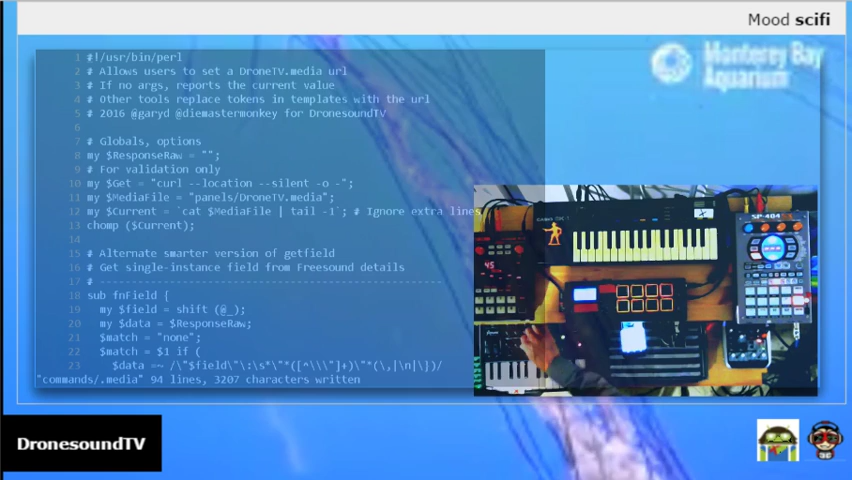 Mood scifi
Monterey Bay
Aquarium
1 #!/usr/bin/perl
2 # Allows users to set a DroneTV.media url
3 # If no args, reports the current value
4 # Other tools replace tokens in templates with the url
5 # 2016 @garyd @diemastermonkey for DronesoundTV
6
7 # Globals, options
8 my $ResponseRaw = "";
9 # For validation only
10 my $Get = "curl --location --silent -o -";
11 my $MediaFile = "panels/DroneTV.media";
12 my $Current = `cat $MediaFile | tail -1`; # Ignore extra lines
13 chomp ($Current);
14
15 # Alternate smarter version of getfield
16 # Get single-instance field from Freesound details
17 # --------------------------------------------------
18 sub fnField {
19 my $field = shift (@_);
20 my $data = $ResponseRaw;
21 $match = "none";
22 $match = $1 if (
23 $data =~ /\"$field\"\:\s*\"*([^\\\"]+)\"*(\,|\n|\})/
"commands/.media" 94 lines, 3207 characters written
SP-404
DronesoundTV